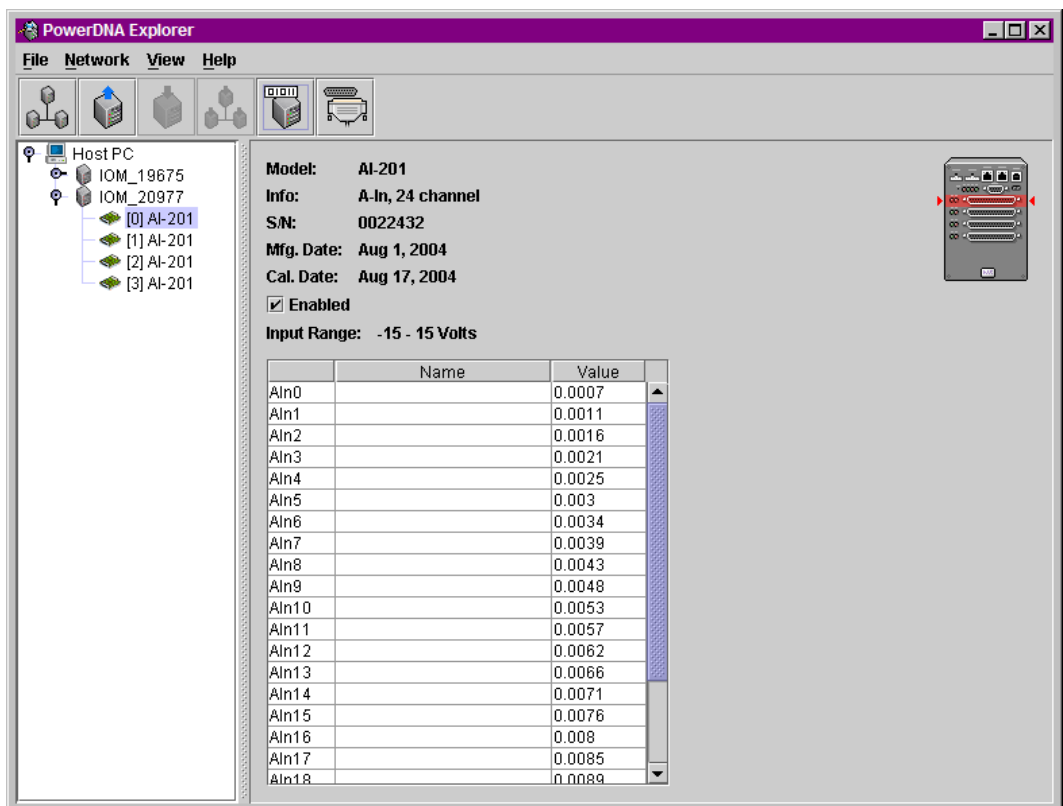 PowerDNA Explorer
File Network View Help
Host PC
IOM_19675
IOM_20977
[0] AI-201
[1] AI-201
[2] AI-201
[3] AI-201
Model: AI-201
Info: A-In, 24 channel
S/N: 0022432
Mfg. Date: Aug 1, 2004
Cal. Date: Aug 17, 2004
Enabled
Input Range: -15 - 15 Volts
Name Value
AIn0 0.0007
AIn1 0.0011
AIn2 0.0016
AIn3 0.0021
AIn4 0.0025
AIn5 0.003
AIn6 0.0034
AIn7 0.0039
AIn8 0.0043
AIn9 0.0048
AIn10 0.0053
AIn11 0.0057
AIn12 0.0062
AIn13 0.0066
AIn14 0.0071
AIn15 0.0076
AIn16 0.008
AIn17 0.0085
AIn18 0.0089